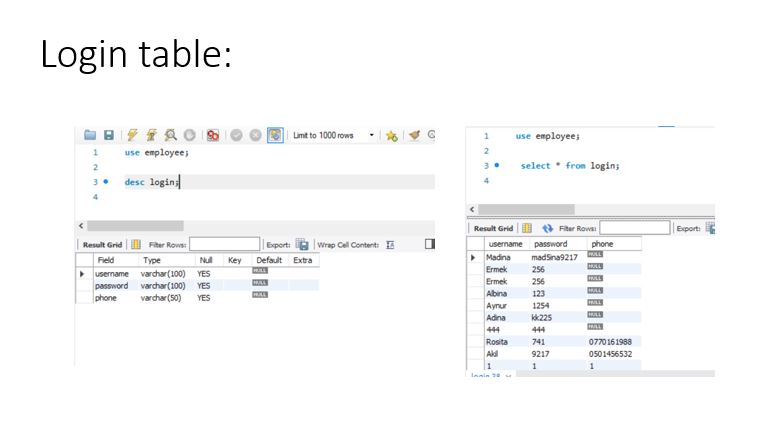 Login table:
Limit to 1000 rows
1 use employee;
2
3 desc login;
4
Result Grid Filter Rows: Export: Wrap Cell Content:
Field Type Null Key Default Extra
username varchar(100) YES NULL
password varchar(100) YES NULL
phone varchar(50) YES NULL
1 use employee;
2
3 select * from login;
4
Result Grid Filter Rows: Export:
username password phone
Madina mad5ina9217 NULL
Ermek 256 NULL
Ermek 256 NULL
Albina 123 NULL
Aynur 1254 NULL
Adina kk225 NULL
444 444 NULL
Rosita 741 0770161988
Akil 9217 0501456532
1 1 1